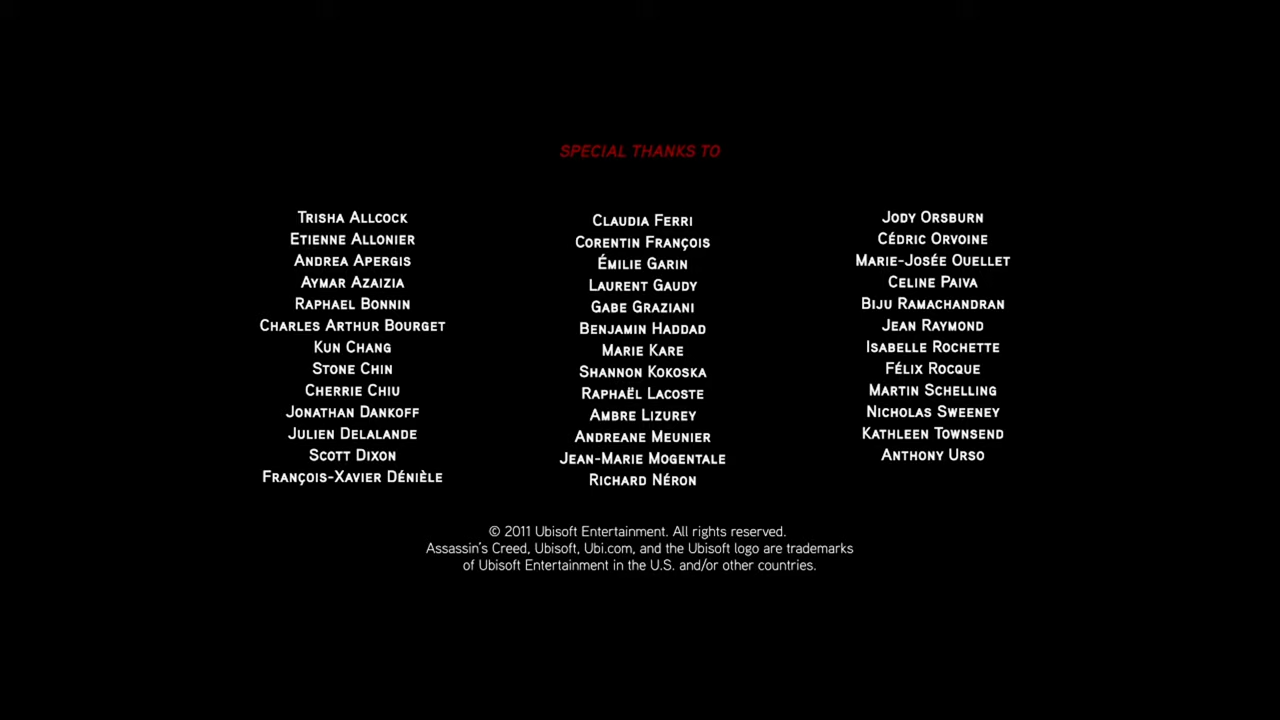 SPECIAL THANKS TO
TRISHA ALLCOCK
ETIENNE ALLONIER
ANDREA APERGIS
AYMAR AZAIZIA
RAPHAEL BONNIN
CHARLES ARTHUR BOURGET
KUN CHANG
STONE CHIN
CHERRIE CHIU
JONATHAN DANKOFF
JULIEN DELALANDE
SCOTT DIXON
FRANÇOIS-XAVIER DÉNIÈLE
CLAUDIA FERRI
CORENTIN FRANÇOIS
ÉMILIE GARIN
LAURENT GAUDY
GABE GRAZIANI
BENJAMIN HADDAD
MARIE KARE
SHANNON KOKOSKA
RAPHAËL LACOSTE
AMBRE LIZUREY
ANDREANE MEUNIER
JEAN-MARIE MOGENTALE
RICHARD NÉRON
JODY ORSBURN
CÉDRIC ORVOINE
MARIE-JOSÉE OUELLET
CELINE PAIVA
BIJU RAMACHANDRAN
JEAN RAYMOND
ISABELLE ROCHETTE
FÉLIX ROCQUE
MARTIN SCHELLING
NICHOLAS SWEENEY
KATHLEEN TOWNSEND
ANTHONY URSO
© 2011 Ubisoft Entertainment. All rights reserved.
Assassin's Creed, Ubisoft, Ubi.com, and the Ubisoft logo are trademarks
of Ubisoft Entertainment in the U.S. and/or other countries.